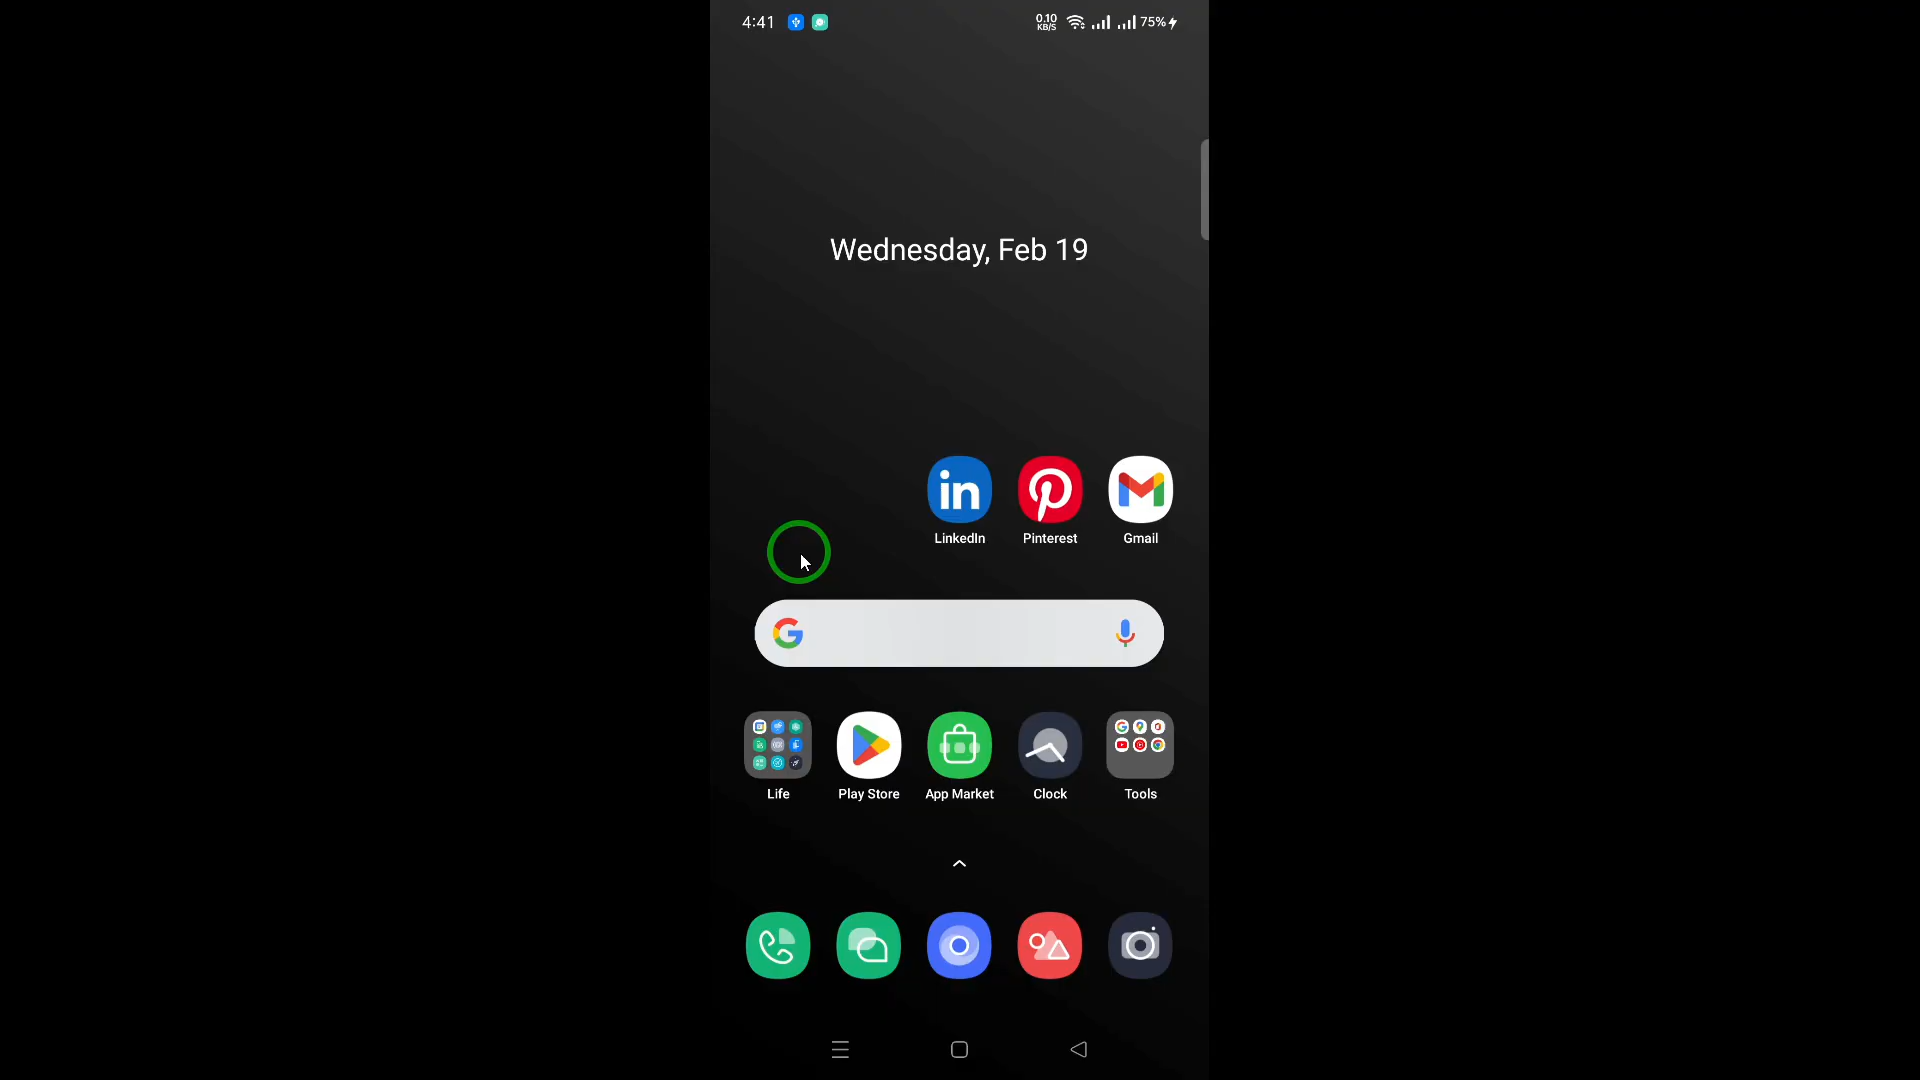 4:41
0.10
KB/S
75%
Wednesday, Feb 19
LinkedIn
Pinterest
Gmail
Life
Play Store
App Market
Clock
Tools